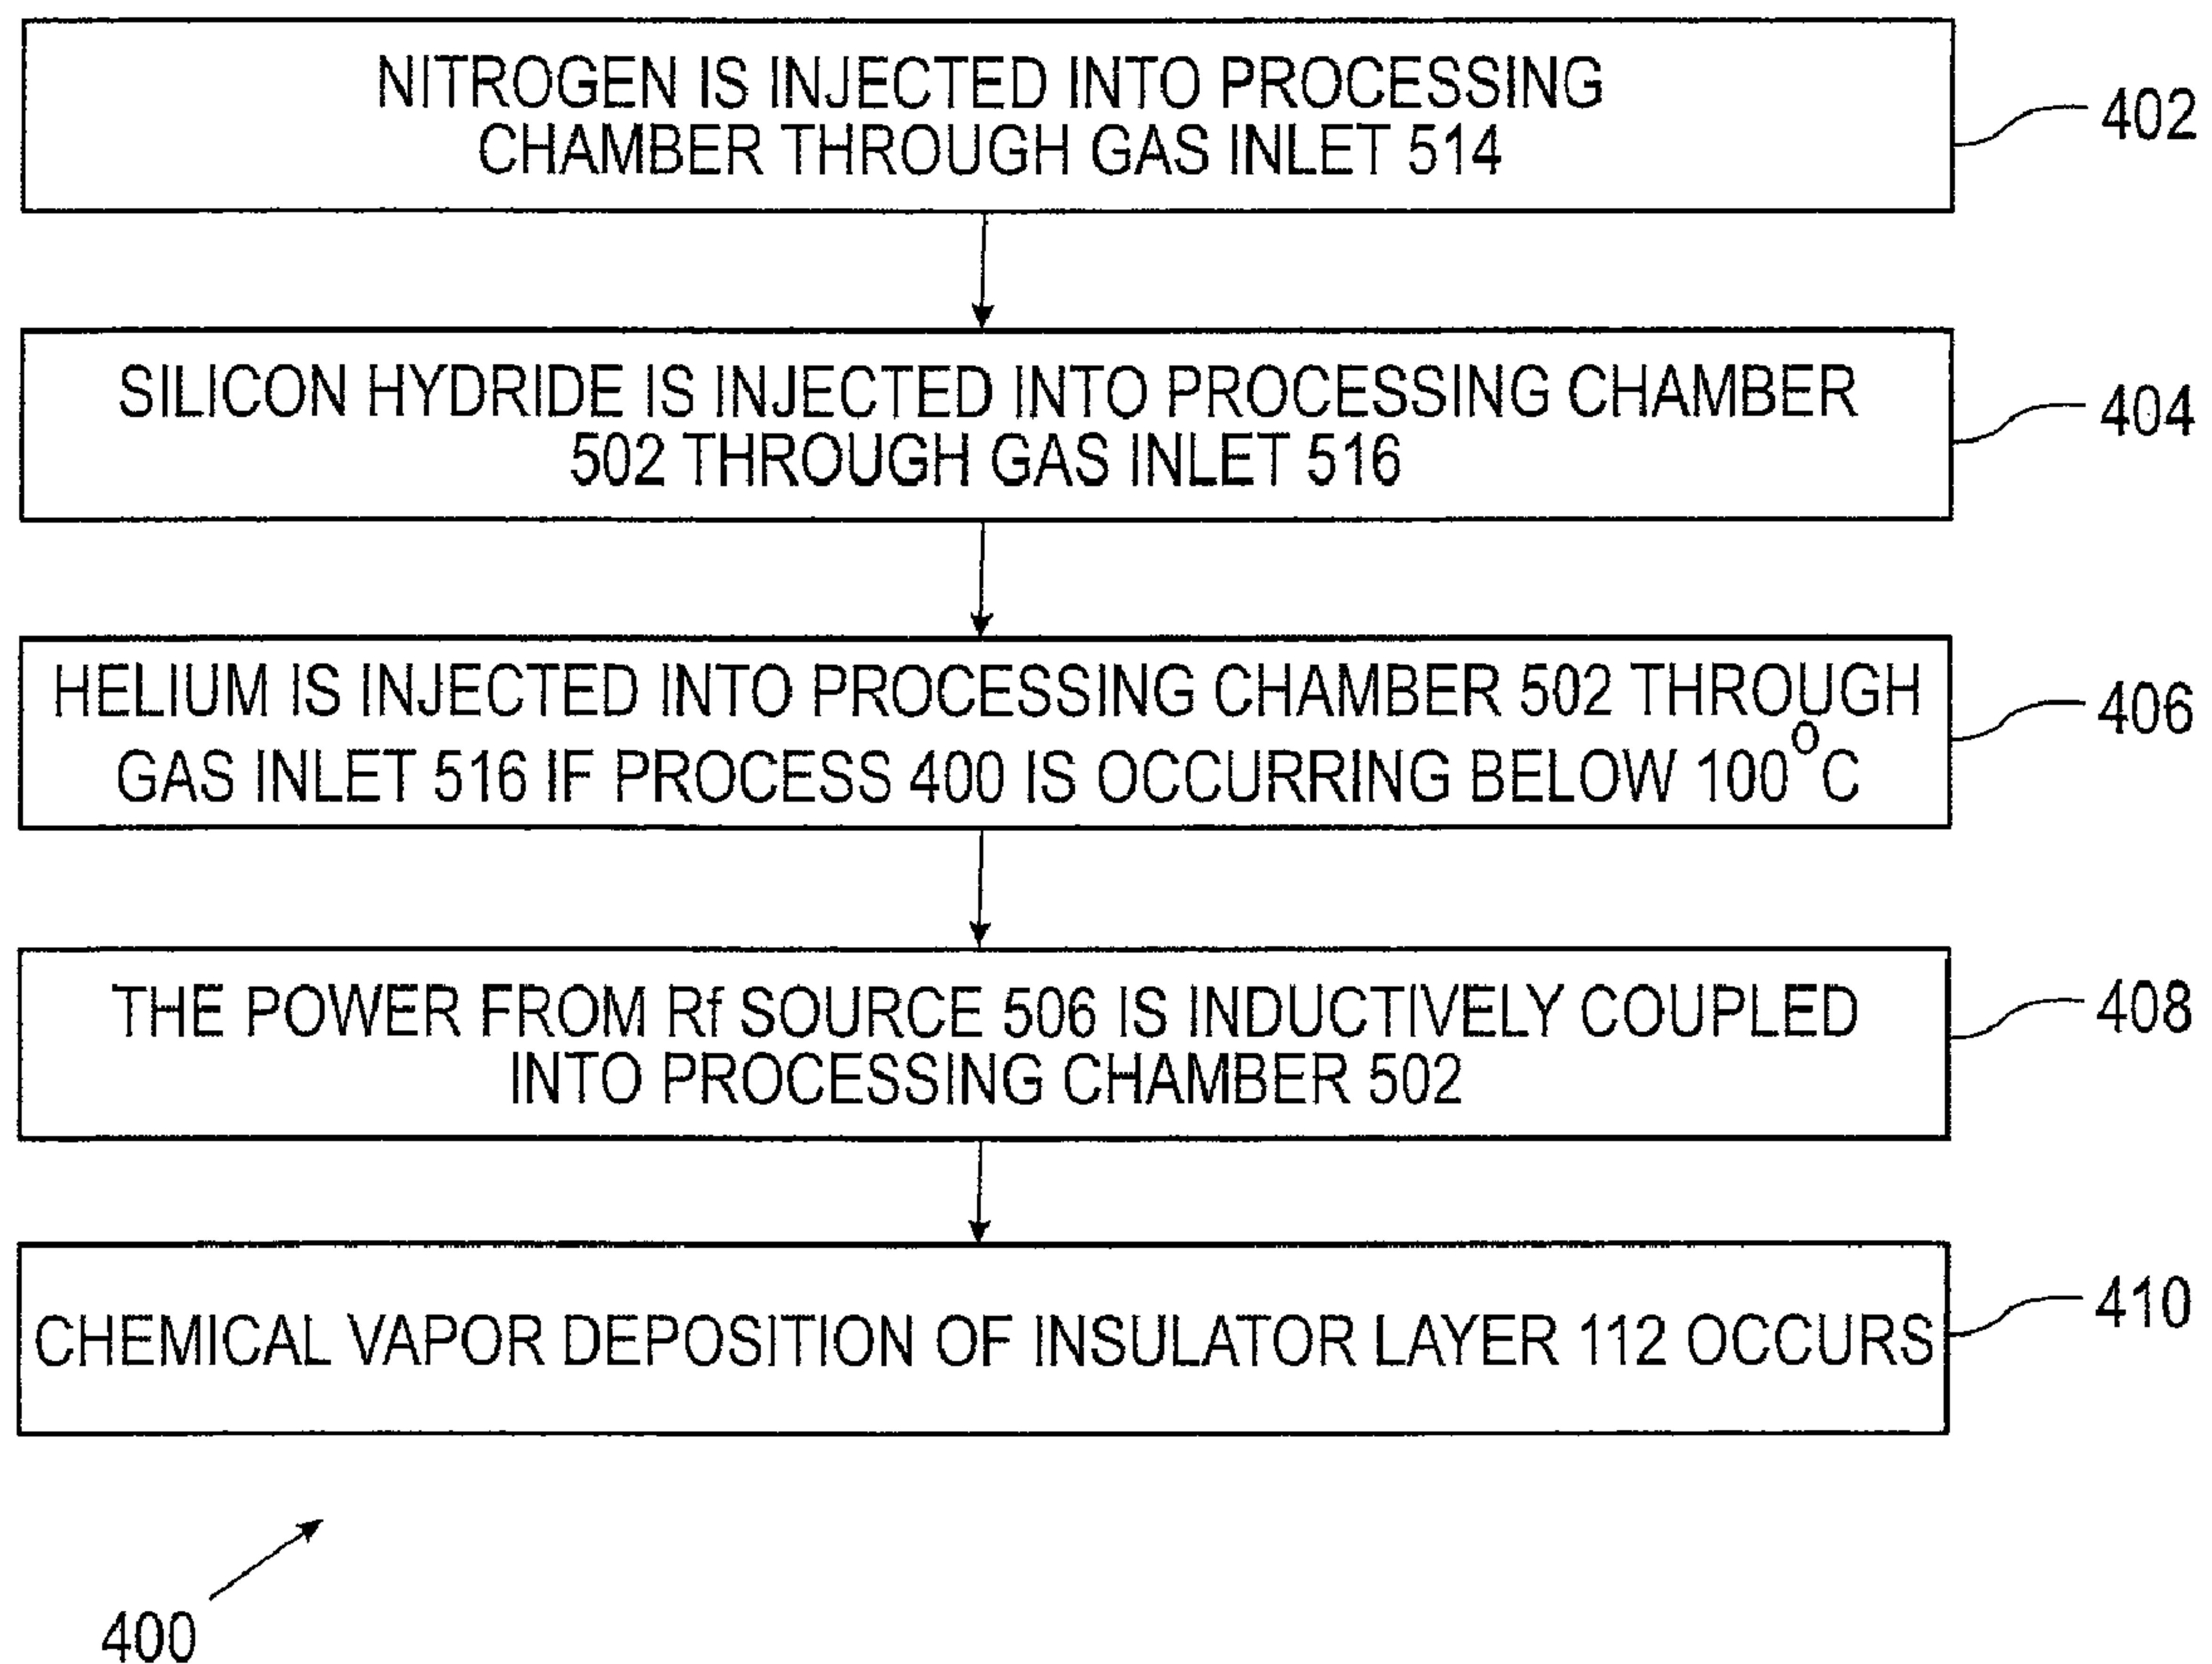 NITROGEN IS INJECTED INTO PROCESSING
CHAMBER THROUGH GAS INLET 514
402
SILICON HYDRIDE IS INJECTED INTO PROCESSING CHAMBER
502 THROUGH GAS INLET 516
404
HELIUM IS INJECTED INTO PROCESSING CHAMBER 502 THROUGH
GAS INLET 516 IF PROCESS 400 IS OCCURRING BELOW 100°C
406
THE POWER FROM Rf SOURCE 506 IS INDUCTIVELY COUPLED
INTO PROCESSING CHAMBER 502
408
CHEMICAL VAPOR DEPOSITION OF INSULATOR LAYER 112 OCCURS
410
400